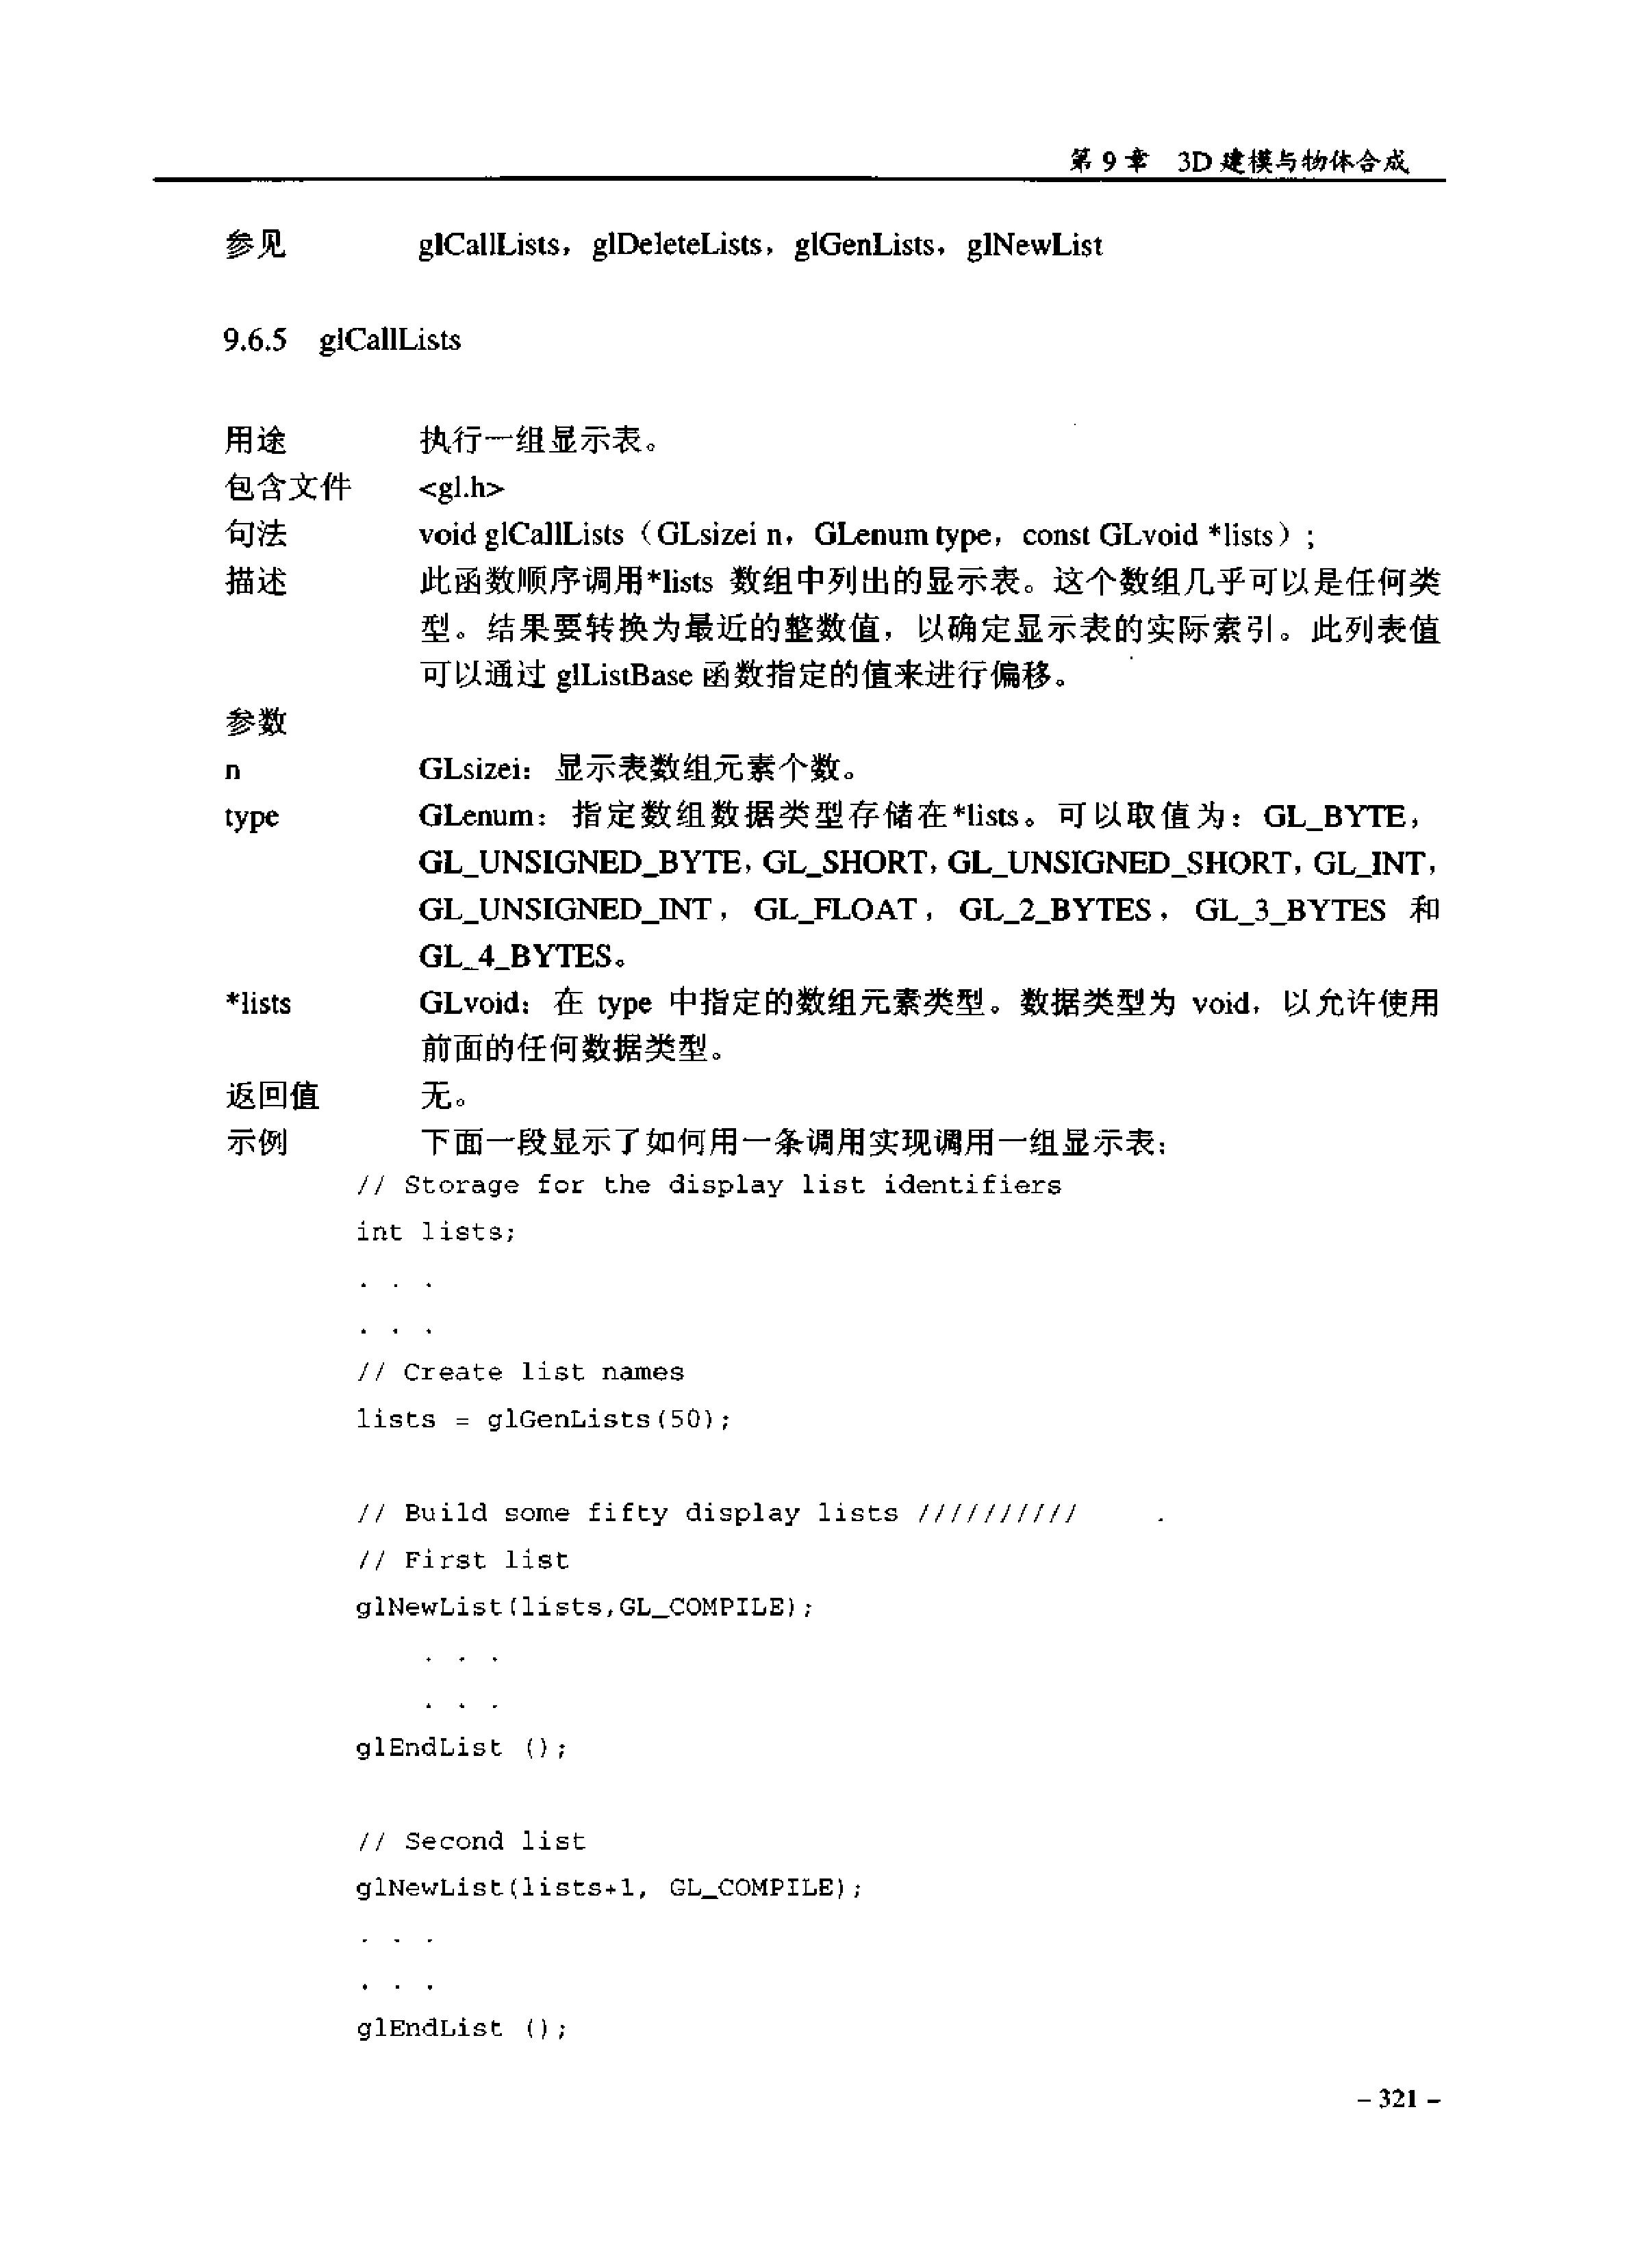 第 9 章 3D 建模与物体合成
参见 glCallLists，glDeleteLists，glGenLists，glNewList
9.6.5 glCallLists
用途 执行一组显示表。
包含文件 <gl.h>
句法 void glCallLists（GLsizei n，GLenum type，const GLvoid *lists）;
描述 此函数顺序调用*lists 数组中列出的显示表。这个数组几乎可以是任何类
型。结果要转换为最近的整数值，以确定显示表的实际索引。此列表值
可以通过 glListBase 函数指定的值来进行偏移。
参数
n GLsizei：显示表数组元素个数。
type GLenum：指定数组数据类型存储在*lists。可以取值为：GL_BYTE，
GL_UNSIGNED_BYTE，GL_SHORT，GL_UNSIGNED_SHORT，GL_INT，
GL_UNSIGNED_INT，GL_FLOAT，GL_2_BYTES，GL_3_BYTES 和
GL_4_BYTES。
*lists GLvoid：在 type 中指定的数组元素类型。数据类型为 void，以允许使用
前面的任何数据类型。
返回值 无。
示例 下面一段显示了如何用一条调用实现调用一组显示表：
// Storage for the display list identifiers
int lists;
. . .
. . .
// Create list names
lists = glGenLists(50);
// Build some fifty display lists //////////
// First list
glNewList(lists,GL_COMPILE);
. . .
. . .
glEndList ();
// Second list
glNewList(lists+1, GL_COMPILE);
. . .
. . .
glEndList ();
– 321 –